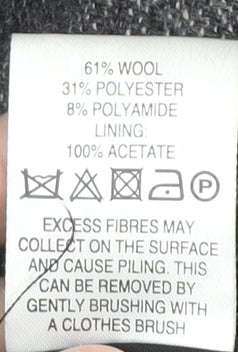 61% WOOL
31% POLYESTER
8% POLYAMIDE
LINING:
100% ACETATE
P
EXCESS FIBRES MAY
COLLECT ON THE SURFACE
AND CAUSE PILING. THIS
CAN BE REMOVED BY
GENTLY BRUSHING WITH
A CLOTHES BRUSH